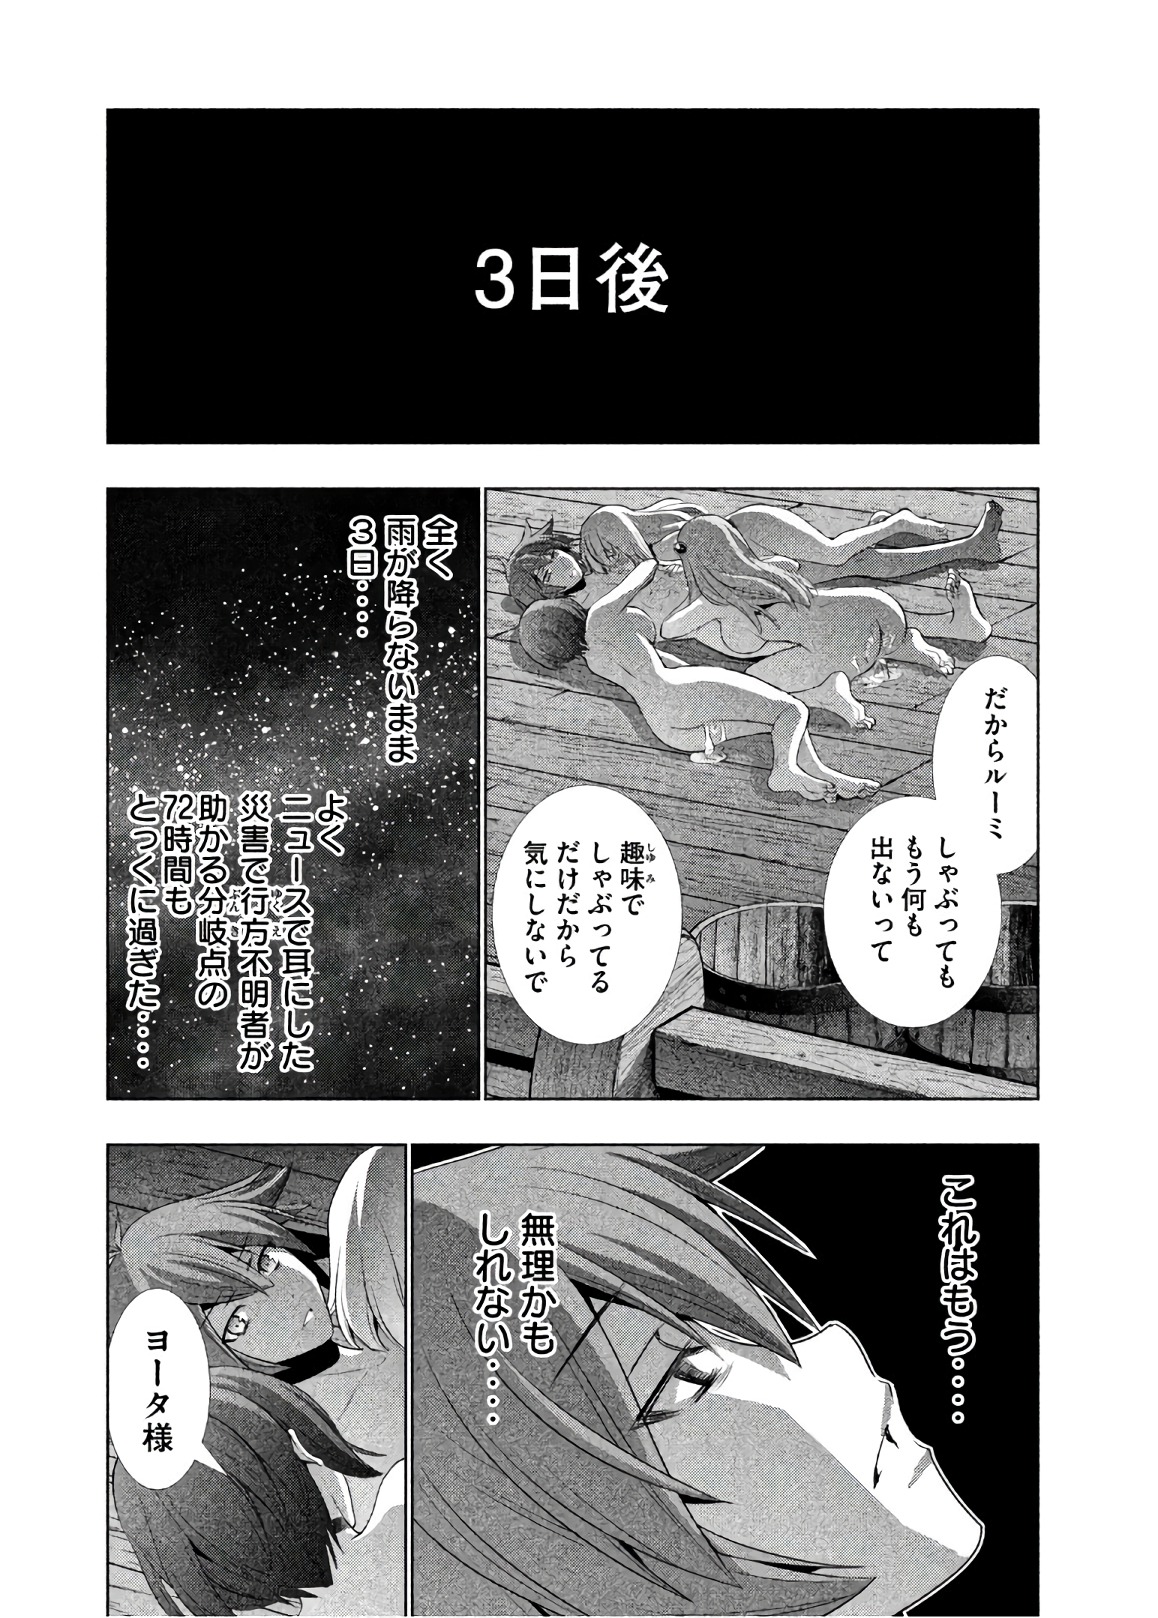 3日後
だからルーミ
しゃぶっても
もう何も
出ないって
趣味で
しゃぶってる
だけだから
気にしないで
全く
雨が降らないまま
3日‥‥
よく
ニュースで耳にした
災害で行方不明者が
助かる分岐点の
72時間も
とっくに過ぎた‥‥
これはもう‥‥
無理かも
しれない‥‥
ヨータ様